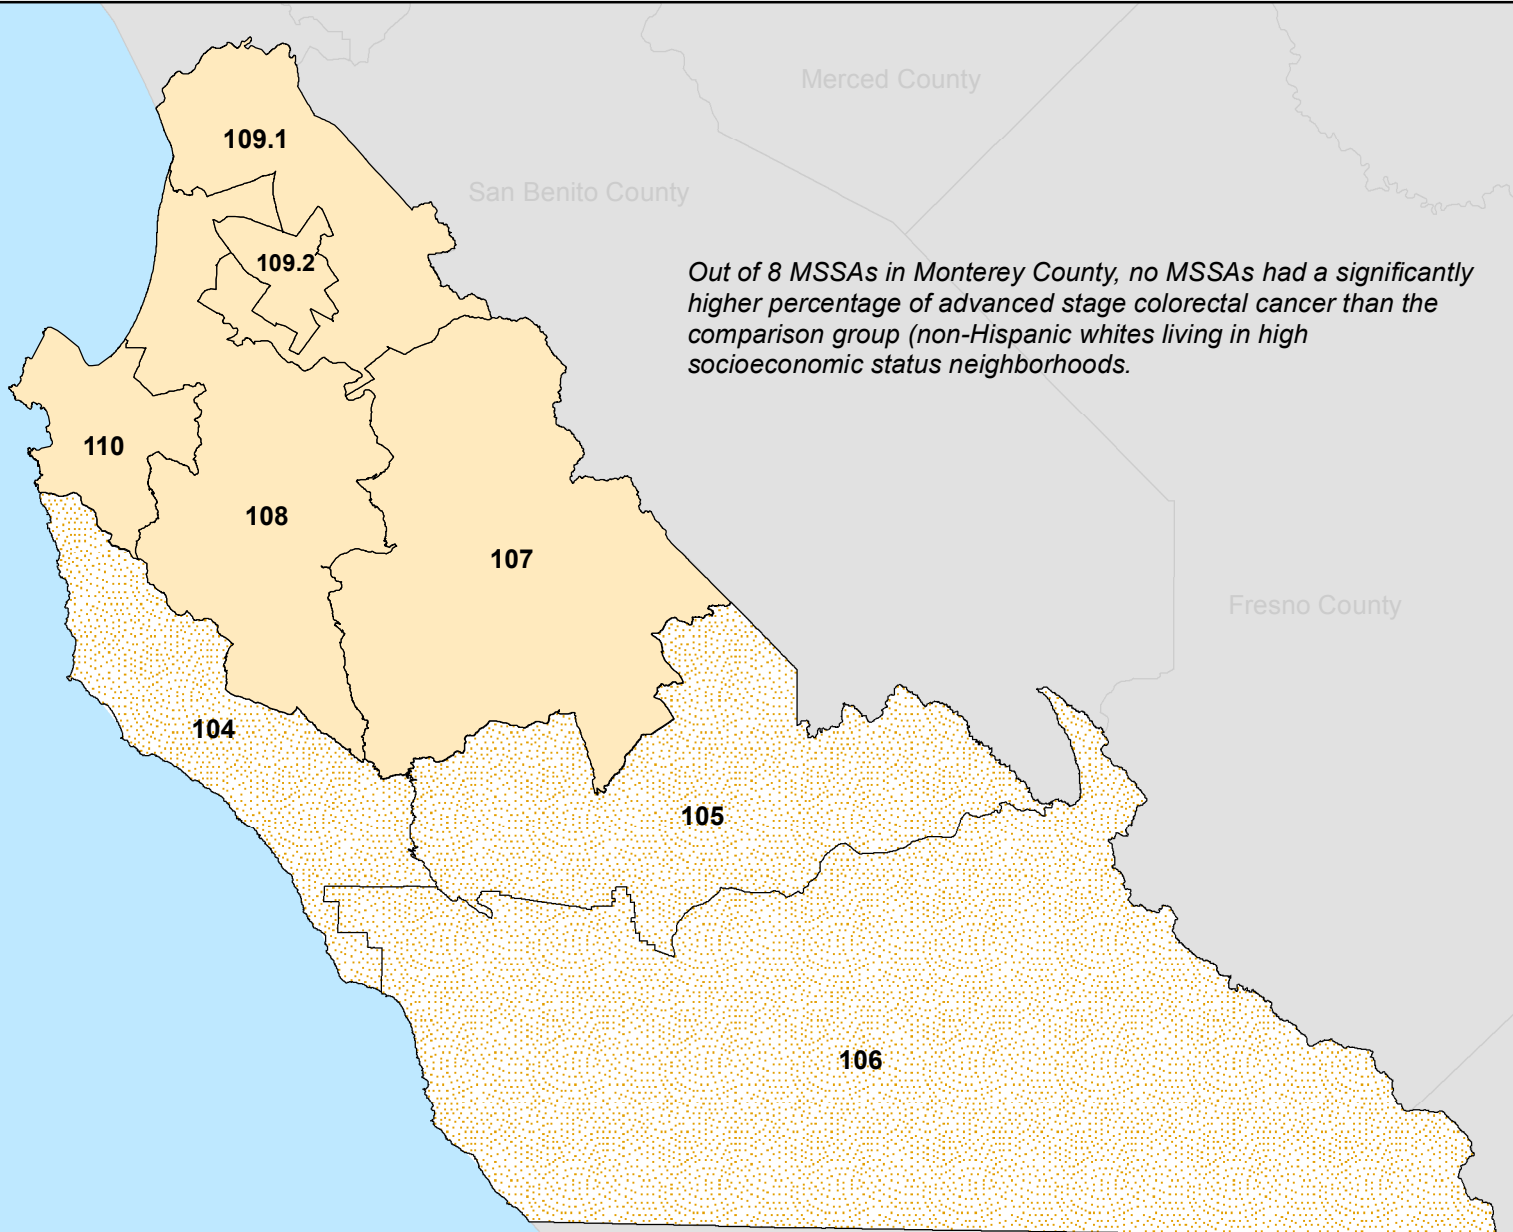 Merced County
109.1
San Benito County
109.2
Out of 8 MSSAs in Monterey County, no MSSAs had a significantly
higher percentage of advanced stage colorectal cancer than the
comparison group (non-Hispanic whites living in high
socioeconomic status neighborhoods.
110
108
107
Fresno County
104
105
106